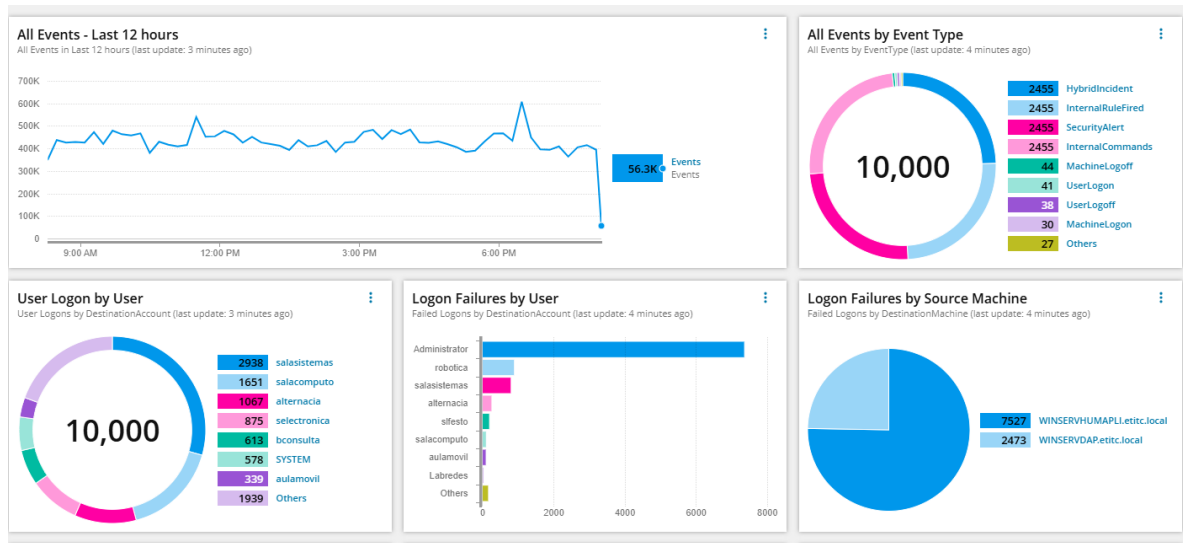 All Events - Last 12 hours
All Events in Last 12 hours (last update: 3 minutes ago)
700K
600K
500K
400K
300K
200K
100K
0
9:00 AM 12:00 PM 3:00 PM 6:00 PM
56.3K Events
Events
All Events by Event Type
All Events by EventType (last update: 4 minutes ago)
10,000
2455 HybridIncident
2455 InternalRuleFired
2455 SecurityAlert
2455 InternalCommands
44 MachineLogoff
41 UserLogon
38 UserLogoff
30 MachineLogon
27 Others
User Logon by User
User Logons by DestinationAccount (last update: 3 minutes ago)
10,000
2938 salasistemas
1651 salacomputo
1067 alternacia
875 selectronica
613 bconsulta
578 SYSTEM
339 aulamovil
1939 Others
Logon Failures by User
Failed Logons by DestinationAccount (last update: 4 minutes ago)
Administrator
robotica
salasistemas
alternacia
slfesto
salacomputo
aulamovil
Labredes
Others
0 2000 4000 6000 8000
Logon Failures by Source Machine
Failed Logons by DestinationMachine (last update: 4 minutes ago)
7527 WINSERVHUMAPLI.etitc.local
2473 WINSERVDAP.etitc.local